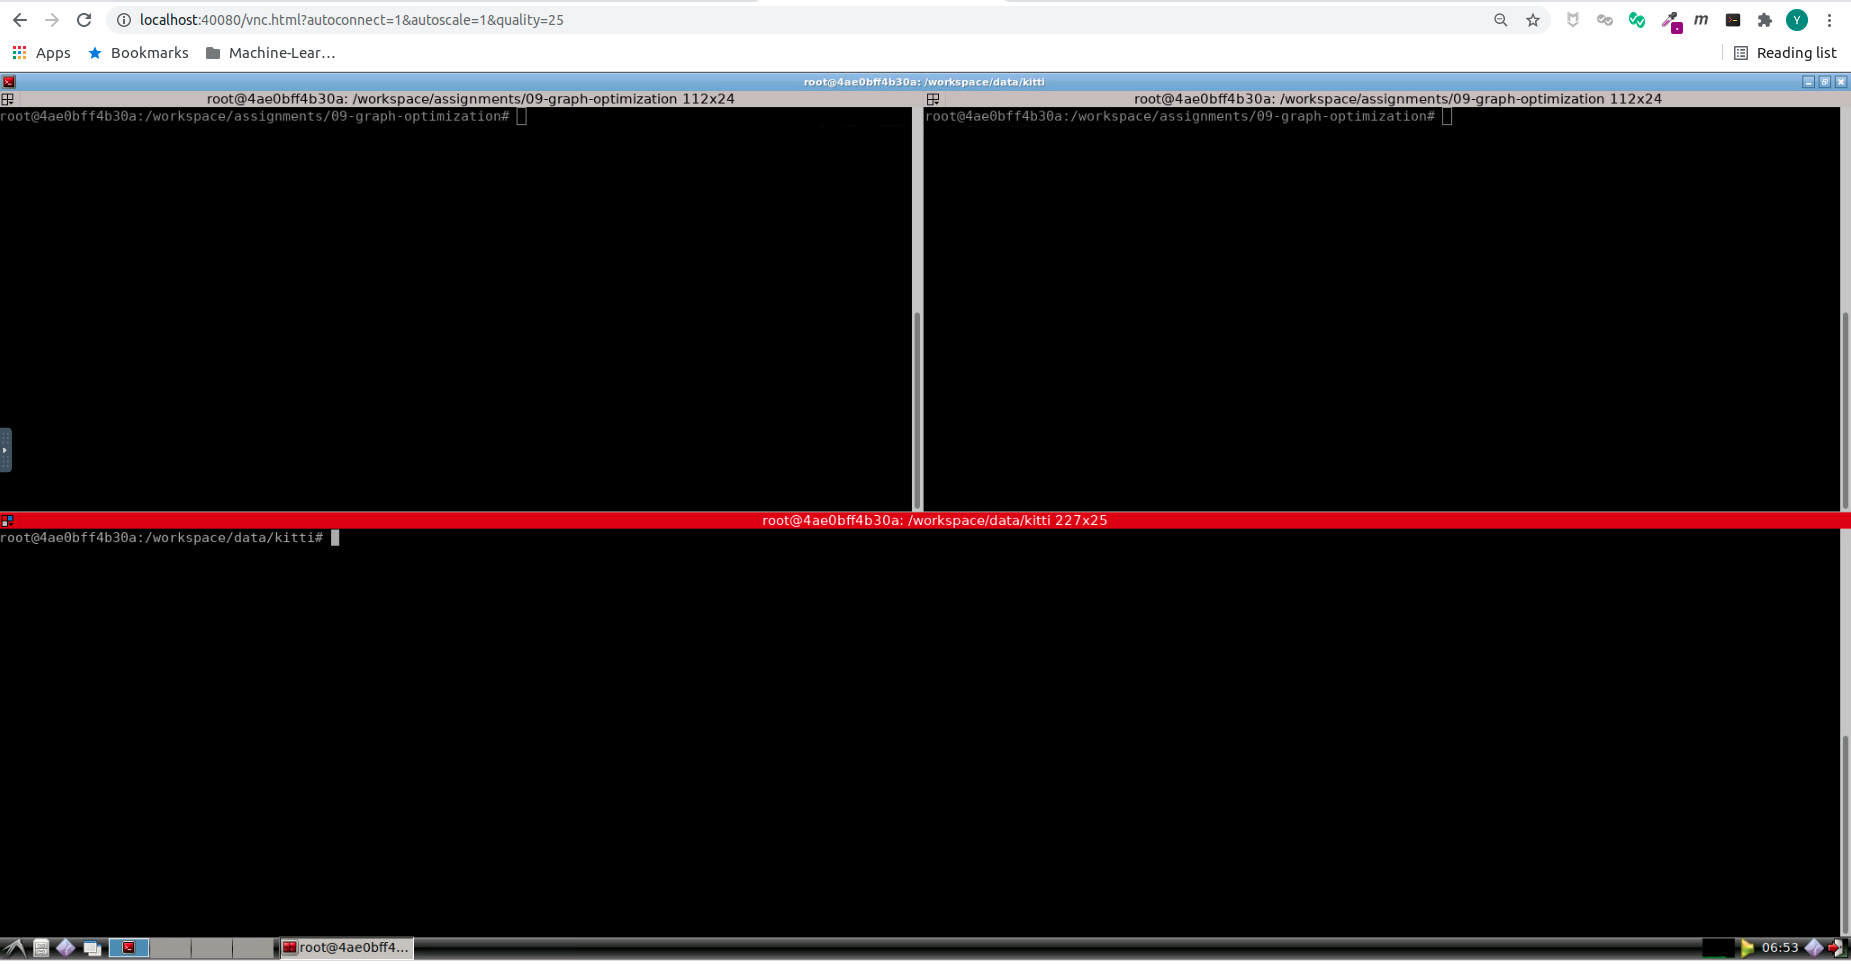 localhost:40080/vnc.html?autoconnect=1&autoscale=1&quality=25
Y
Apps Bookmarks Machine-Lear… Reading list
root@4ae0bff4b30a: /workspace/data/kitti
root@4ae0bff4b30a: /workspace/assignments/09-graph-optimization 112x24
root@4ae0bff4b30a: /workspace/assignments/09-graph-optimization 112x24
root@4ae0bff4b30a:/workspace/assignments/09-graph-optimization#
root@4ae0bff4b30a:/workspace/assignments/09-graph-optimization#
root@4ae0bff4b30a: /workspace/data/kitti 227x25
root@4ae0bff4b30a:/workspace/data/kitti#
root@4ae0bff4... 06:53